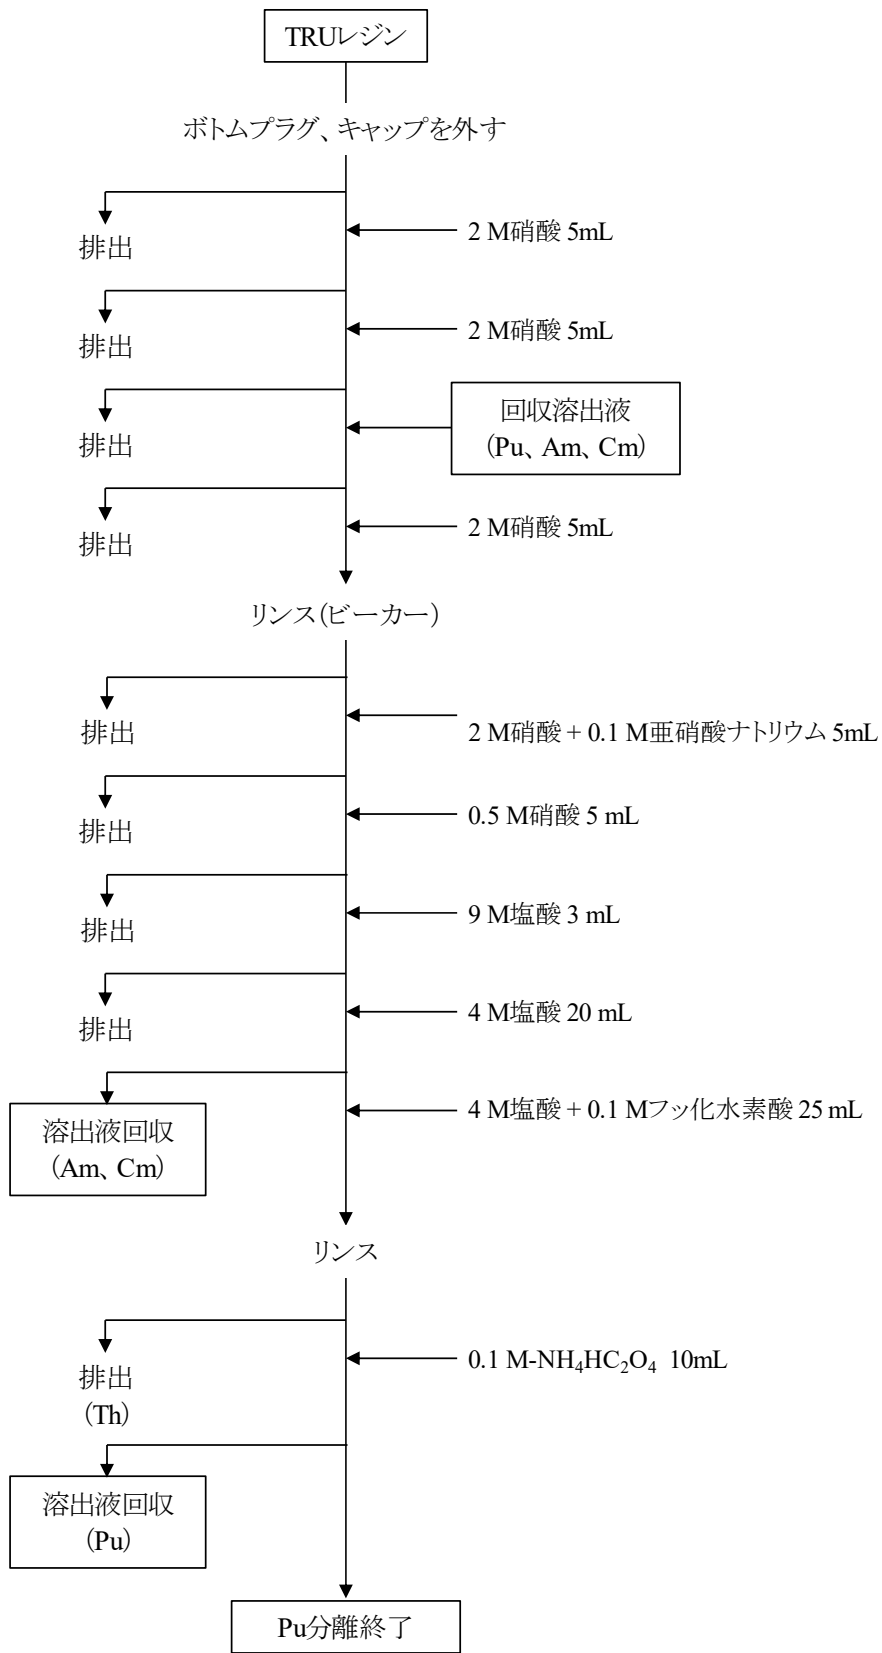 TRUレジン
ボトムプラグ、キャップを外す
排出
2 M硝酸 5mL
排出
2 M硝酸 5mL
排出
回収溶出液
(Pu、Am、Cm)
排出
2 M硝酸 5mL
リンス(ビーカー)
排出
2 M硝酸 + 0.1 M亜硝酸ナトリウム 5mL
排出
0.5 M硝酸 5 mL
排出
9 M塩酸 3 mL
排出
4 M塩酸 20 mL
溶出液回収
(Am、Cm)
4 M塩酸 + 0.1 Mフッ化水素酸 25 mL
リンス
排出
(Th)
0.1 M-NH₄HC₂O₄ 10mL
溶出液回収
(Pu)
Pu分離終了